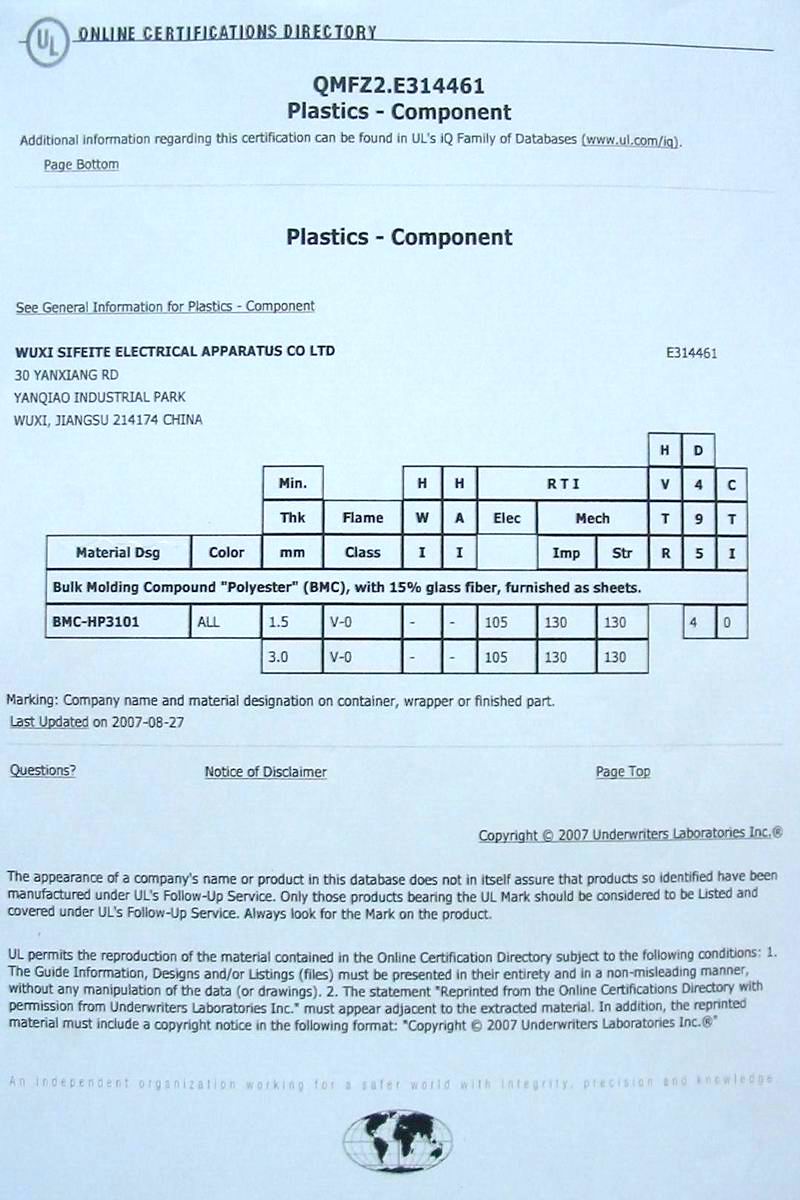 UL ONLINE CERTIFICATIONS DIRECTORY
QMFZ2.E314461
Plastics - Component
Additional information regarding this certification can be found in UL's iQ Family of Databases (www.ul.com/iq).
Page Bottom
Plastics - Component
See General Information for Plastics - Component
WUXI SIFEITE ELECTRICAL APPARATUS CO LTD E314461
30 YANXIANG RD
YANQIAO INDUSTRIAL PARK
WUXI, JIANGSU 214174 CHINA
H D
Min. H H RTI V 4 C
Thk Flame W A Elec Mech T 9 T
Material Dsg Color mm Class I I Imp Str R 5 I
Bulk Molding Compound "Polyester" (BMC), with 15% glass fiber, furnished as sheets.
BMC-HP3101 ALL 1.5 V-0 - - 105 130 130 4 0
3.0 V-0 - - 105 130 130
Marking: Company name and material designation on container, wrapper or finished part.
Last Updated on 2007-08-27
Questions? Notice of Disclaimer Page Top
Copyright © 2007 Underwriters Laboratories Inc.®
The appearance of a company's name or product in this database does not in itself assure that products so identified have been
manufactured under UL's Follow-Up Service. Only those products bearing the UL Mark should be considered to be Listed and
covered under UL's Follow-Up Service. Always look for the Mark on the product.
UL permits the reproduction of the material contained in the Online Certification Directory subject to the following conditions: 1.
The Guide Information, Designs and/or Listings (files) must be presented in their entirety and in a non-misleading manner,
without any manipulation of the data (or drawings). 2. The statement "Reprinted from the Online Certifications Directory with
permission from Underwriters Laboratories Inc." must appear adjacent to the extracted material. In addition, the reprinted
material must include a copyright notice in the following format: "Copyright © 2007 Underwriters Laboratories Inc.®"
An independent organization working for a safer world with integrity, precision and knowledge.